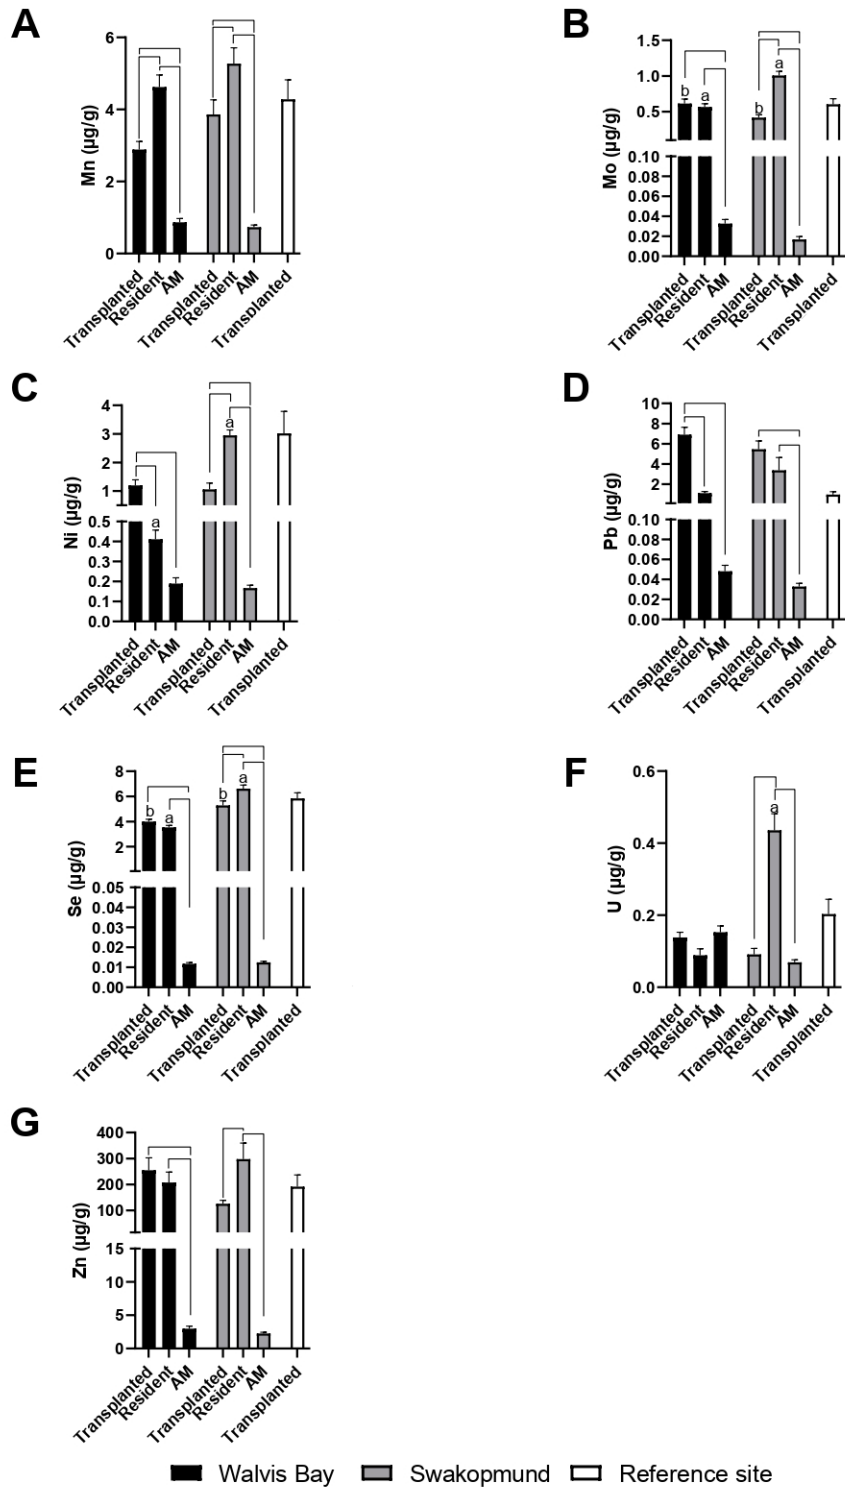 A
Mn (µg/g)
6
4
2
0
Transplanted
Resident
AM
Transplanted
Resident
AM
Transplanted
B
Mo (µg/g)
1.5
1.0
0.5
0.10
0.08
0.06
0.04
0.02
0.00
b
a
b
a
Transplanted
Resident
AM
Transplanted
Resident
AM
Transplanted
C
Ni (µg/g)
4
3
2
1
0.5
0.4
0.3
0.2
0.1
0.0
a
a
Transplanted
Resident
AM
Transplanted
Resident
AM
Transplanted
D
Pb (µg/g)
10
8
6
4
2
0.10
0.08
0.06
0.04
0.02
0.00
Transplanted
Resident
AM
Transplanted
Resident
AM
Transplanted
E
Se (µg/g)
8
6
4
2
0.05
0.04
0.03
0.02
0.01
0.00
b
a
b
a
Transplanted
Resident
AM
Transplanted
Resident
AM
Transplanted
F
U (µg/g)
0.6
0.4
0.2
0.0
a
Transplanted
Resident
AM
Transplanted
Resident
AM
Transplanted
G
Zn (µg/g)
400
300
200
100
15
10
5
0
Transplanted
Resident
AM
Transplanted
Resident
AM
Transplanted
Walvis Bay Swakopmund Reference site